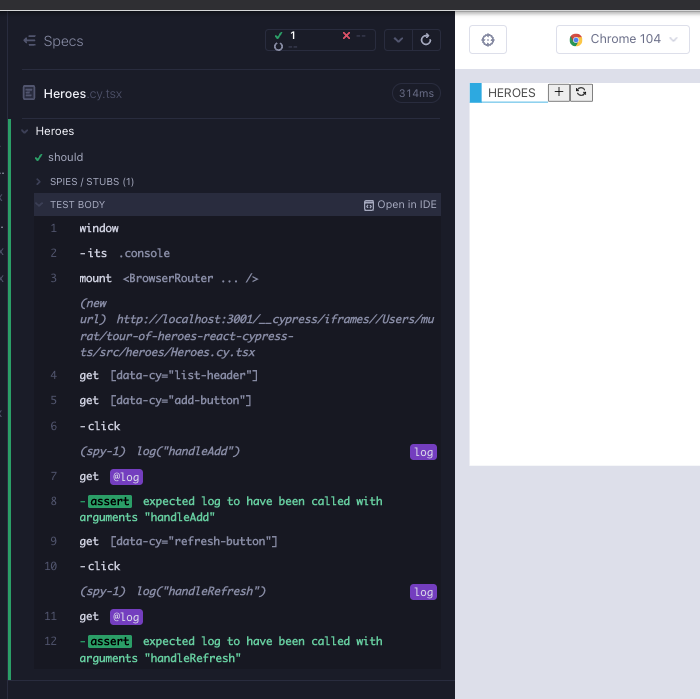 Specs
1 -- --
Chrome 104
Heroes.cy.tsx 314ms
HEROES +
Heroes
should
SPIES / STUBS (1)
TEST BODY Open in IDE
1 window
2 -its .console
3 mount <BrowserRouter ... />
(new
url) http://localhost:3001/__cypress/iframes//Users/mu
rat/tour-of-heroes-react-cypress-
ts/src/heroes/Heroes.cy.tsx
4 get [data-cy="list-header"]
5 get [data-cy="add-button"]
6 -click
(spy-1) log("handleAdd") log
7 get @log
8 -assert expected log to have been called with
arguments "handleAdd"
9 get [data-cy="refresh-button"]
10 -click
(spy-1) log("handleRefresh") log
11 get @log
12 -assert expected log to have been called with
arguments "handleRefresh"